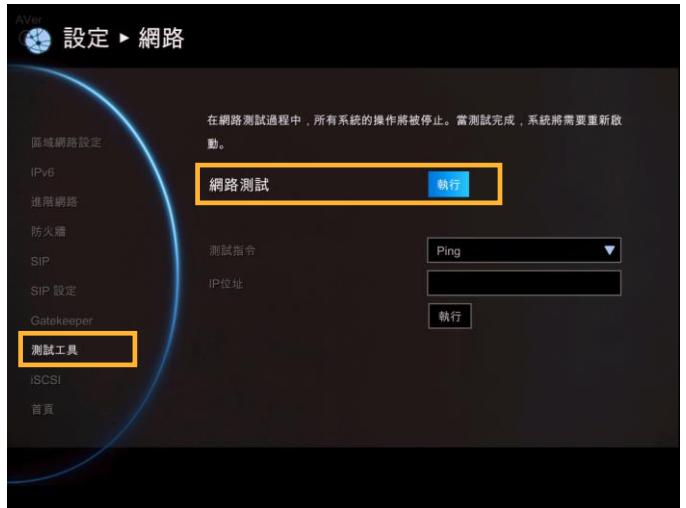 AVer
設定 ▸ 網路
在網路測試過程中，所有系統的操作將被停止。當測試完成，系統將需要重新啟
動。
區域網路設定
IPv6
進階網路
防火牆
SIP
SIP 設定
Gatekeeper
測試工具
iSCSI
首頁
網路測試 執行
測試指令 Ping ▼
IP位址
執行